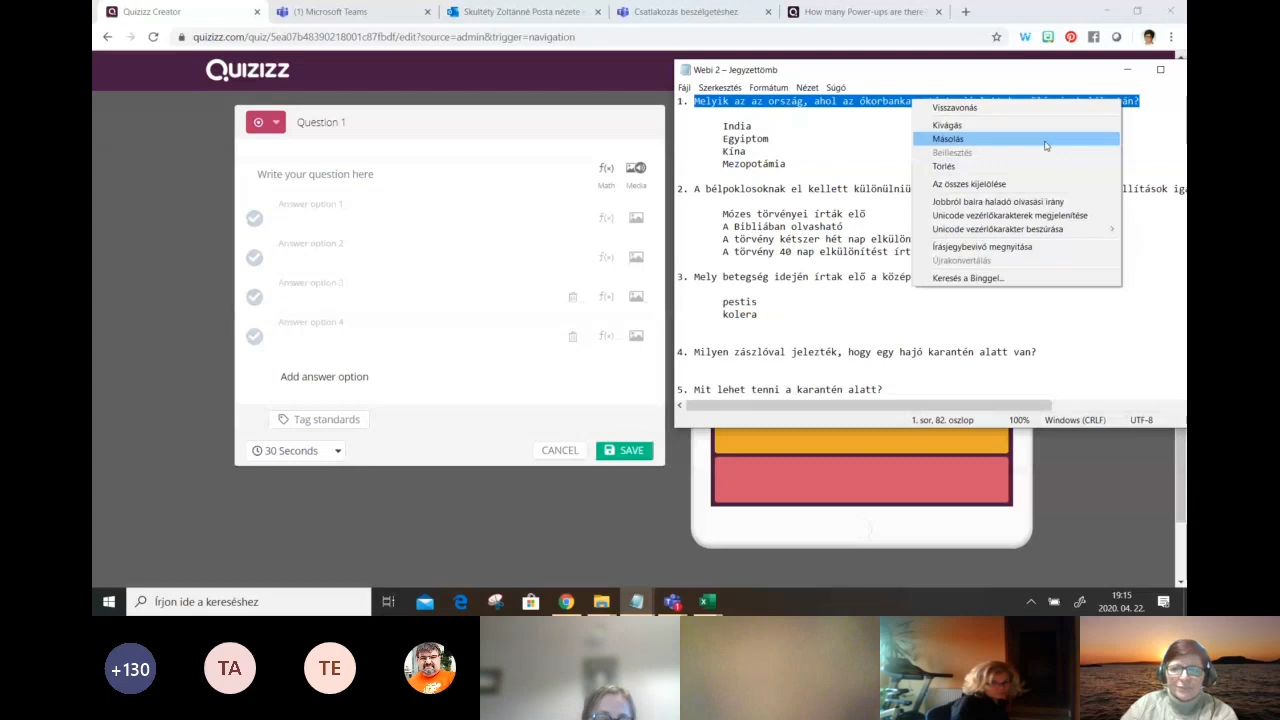 Quizizz Creator
(1) Microsoft Teams
Skultéty Zoltánné Posta nézete -
Csatlakozás beszélgetéshez
How many Power-ups are there?
quizizz.com/quiz/5ea07b48390218001c87fbdf/edit?source=admin&trigger=navigation
QUIZIZZ
Question 1
Write your question here
f(x)
Math
Media
Answer option 1
f(x)
Answer option 2
f(x)
Answer option 3
f(x)
Answer option 4
f(x)
Add answer option
Tag standards
30 Seconds
CANCEL
SAVE
Webi 2 – Jegyzettömb
Fájl Szerkesztés Formátum Nézet Súgó
1. Melyik az az ország, ahol az ókorban
India
Egyiptom
Kína
Mezopotámia
2. A bélpoklosoknak el kellett különülni
Mózes törvényei írták elő
A Bibliában olvasható
A törvény kétszer hét nap elkülön
A törvény 40 nap elkülönítést írt
3. Mely betegség idején írtak elő a közép
pestis
kolera
4. Milyen zászlóval jelezték, hogy egy hajó karantén alatt van?
5. Mit lehet tenni a karantén alatt?
Visszavonás
Kivágás
Másolás
Beillesztés
Törlés
Az összes kijelölése
Jobbról balra haladó olvasási irány
Unicode vezérlőkarakterek megjelenítése
Unicode vezérlőkarakter beszúrása
Írásjegybevivő megnyitása
Újrakonvertálás
Keresés a Binggel...
1. sor, 82. oszlop
100%
Windows (CRLF)
UTF-8
Írjon ide a kereséshez
19:15
2020. 04. 22.
+130
TA
TE